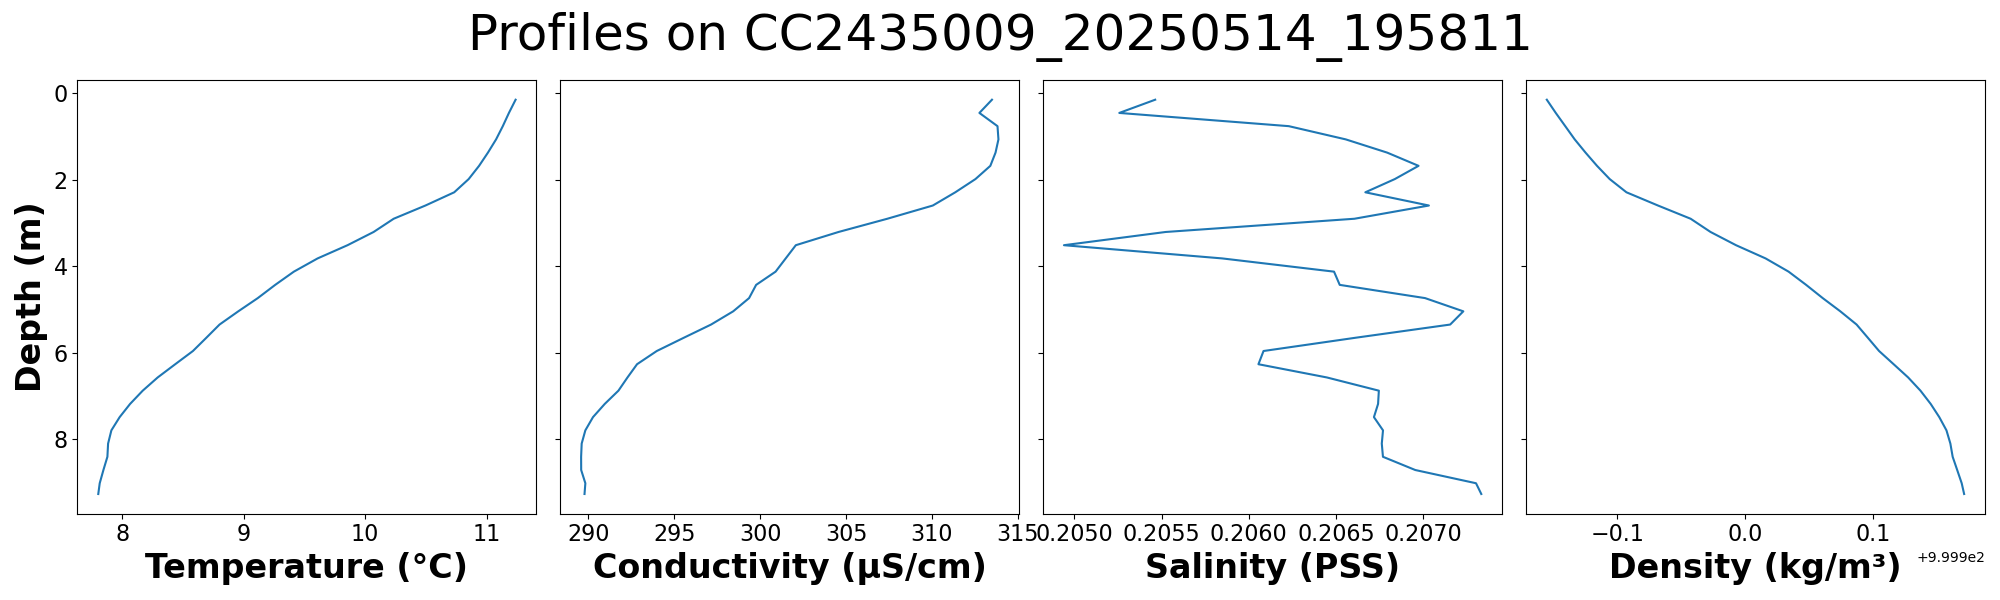 Profiles on CC2435009_20250514_195811
Depth (m)
0
2
4
6
8
8 9 10 11
290 295 300 305 310 315
0.2050 0.2055 0.2060 0.2065 0.2070
−0.1 0.0 0.1
+9.999e2
Temperature (°C)
Conductivity (µS/cm)
Salinity (PSS)
Density (kg/m³)